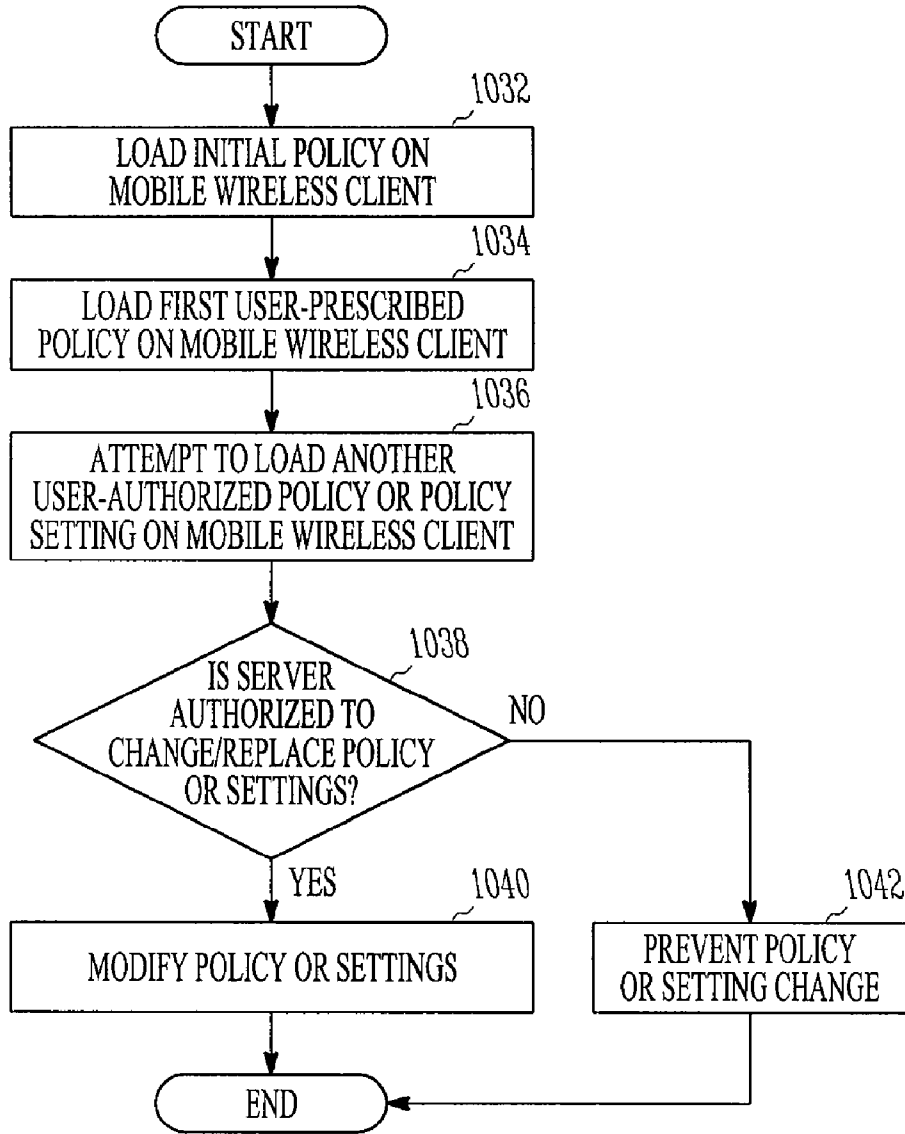 START
1032
LOAD INITIAL POLICY ON
MOBILE WIRELESS CLIENT
1034
LOAD FIRST USER-PRESCRIBED
POLICY ON MOBILE WIRELESS CLIENT
1036
ATTEMPT TO LOAD ANOTHER
USER-AUTHORIZED POLICY OR POLICY
SETTING ON MOBILE WIRELESS CLIENT
1038
IS SERVER
AUTHORIZED TO
CHANGE/REPLACE POLICY
OR SETTINGS?
NO
YES
1040
MODIFY POLICY OR SETTINGS
1042
PREVENT POLICY
OR SETTING CHANGE
END